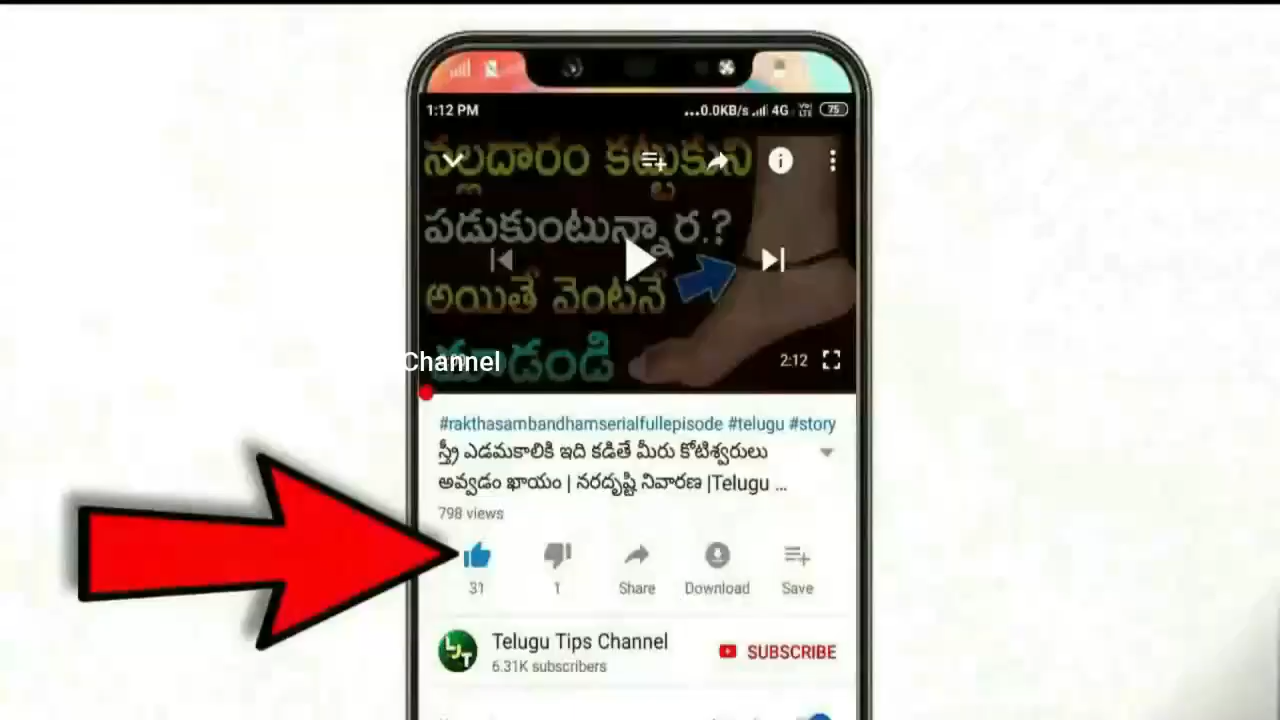 1:12 PM
...0.0KB/s 4G VoLTE 75
నల్లదారం కట్టుకుని
పడుకుంటున్నార.?
అయితే వెంటనే
చూడండి
Channel
2:12
#rakthasambandhamserialfullepisode #telugu #story
స్త్రీ ఎడమకాలికి ఇది కడితే మీరు కోటిశ్వరులు
అవ్వడం ఖాయం | నరదృష్టి నివారణ |Telugu ...
798 views
31
1
Share
Download
Save
LJT
Telugu Tips Channel
6.31K subscribers
SUBSCRIBE